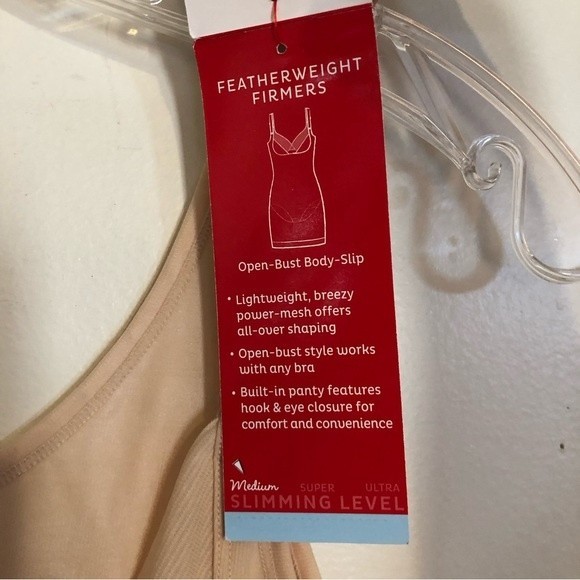 FEATHERWEIGHT
FIRMERS
Open-Bust Body-Slip
• Lightweight, breezy
power-mesh offers
all-over shaping
• Open-bust style works
with any bra
• Built-in panty features
hook & eye closure for
comfort and convenience
Medium SUPER ULTRA
SLIMMING LEVEL